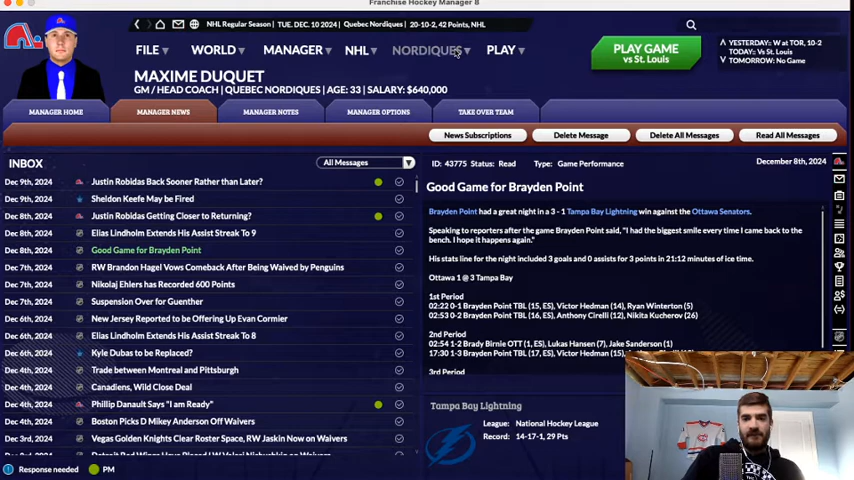 Franchise Hockey Manager 8
NHL Regular Season | TUE. DEC. 10 2024 | Quebec Nordiques | 20-10-2, 42 Points, NHL
FILE WORLD MANAGER NHL NORDIQUES PLAY
PLAY GAME
vs St. Louis
YESTERDAY: W at TOR, 10-2
TODAY: Vs St. Louis
TOMORROW: No Game
MAXIME DUQUET
GM / HEAD COACH | QUEBEC NORDIQUES | AGE: 33 | SALARY: $640,000
MANAGER HOME MANAGER NEWS MANAGER NOTES MANAGER OPTIONS TAKE OVER TEAM
News Subscriptions Delete Message Delete All Messages Read All Messages
INBOX All Messages
Dec 9th, 2024 Justin Robidas Back Sooner Rather than Later?
Dec 9th, 2024 Sheldon Keefe May be Fired
Dec 8th, 2024 Justin Robidas Getting Closer to Returning?
Dec 8th, 2024 Elias Lindholm Extends His Assist Streak To 9
Dec 8th, 2024 Good Game for Brayden Point
Dec 7th, 2024 RW Brandon Hagel Vows Comeback After Being Waived by Penguins
Dec 7th, 2024 Nikolaj Ehlers has Recorded 600 Points
Dec 7th, 2024 Suspension Over for Guenther
Dec 6th, 2024 New Jersey Reported to be Offering Up Evan Cormier
Dec 6th, 2024 Elias Lindholm Extends His Assist Streak To 8
Dec 6th, 2024 Kyle Dubas to be Replaced?
Dec 4th, 2024 Trade between Montreal and Pittsburgh
Dec 4th, 2024 Canadiens, Wild Close Deal
Dec 4th, 2024 Phillip Danault Says "I am Ready"
Dec 4th, 2024 Boston Picks D Mikey Anderson Off Waivers
Dec 3rd, 2024 Vegas Golden Knights Clear Roster Space, RW Jaskin Now on Waivers
Response needed PM
ID: 43775 Status: Read Type: Game Performance December 8th, 2024
Good Game for Brayden Point
Brayden Point had a great night in a 3 - 1 Tampa Bay Lightning win against the Ottawa Senators.
Speaking to reporters after the game Brayden Point said, "I had the biggest smile every time I came back to the
bench. I hope it happens again."
His stats line for the night included 3 goals and 0 assists for 3 points in 21:12 minutes of ice time.
Ottawa 1 @ 3 Tampa Bay
1st Period
02:22 0-1 Brayden Point TBL (15, ES), Victor Hedman (14), Ryan Winterton (5)
02:53 0-2 Brayden Point TBL (16, ES), Anthony Cirelli (12), Nikita Kucherov (26)
2nd Period
06:54 1-2 Brady Birnie OTT (1, ES), Lukas Hansen (7), Jake Sanderson (1)
17:30 1-3 Brayden Point TBL (17, ES), Victor
3rd Period
Tampa Bay Lightning
League: National Hockey League
Record: 14-17-1, 29 Pts